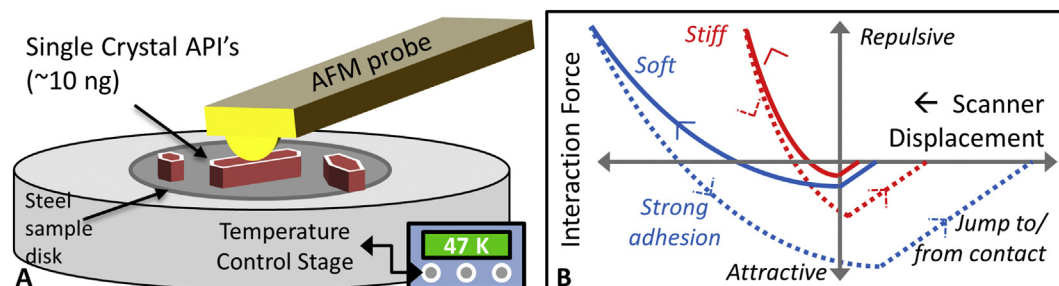 Single Crystal API's
(~10 ng)
AFM probe
Steel
sample
disk
Temperature
Control Stage
47 K
A
Interaction Force
Stiff
Soft
Repulsive
← Scanner
Displacement
Strong
adhesion
Jump to/
from contact
Attractive
B